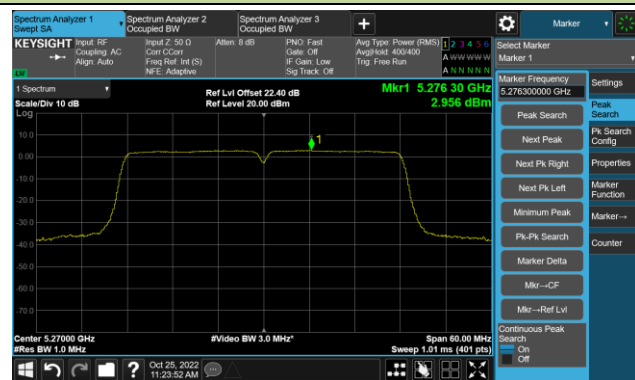 Spectrum Analyzer 1
Swept SA
Spectrum Analyzer 2
Occupied BW
Spectrum Analyzer 3
Occupied BW
+
Marker
KEYSIGHT
Input: RF
Coupling: AC
Align: Auto
Input Z: 50 Ω
Corr CCorr
Freq Ref: Int (S)
NFE: Adaptive
Atten: 8 dB
PNO: Fast
Gate: Off
IF Gain: Low
Sig Track: Off
Avg Type: Power (RMS)
Avg|Hold: 400/400
Trig: Free Run
1 2 3 4 5 6
A W W W W W
A N N N N N
Select Marker
Marker 1
1 Spectrum
Scale/Div 10 dB
Log
Ref Lvl Offset 22.40 dB
Ref Level 20.00 dBm
Mkr1 5.276 30 GHz
2.956 dBm
1
10.0
0.00
-10.0
-20.0
-30.0
-40.0
-50.0
-60.0
-70.0
Center 5.27000 GHz
#Res BW 1.0 MHz
#Video BW 3.0 MHz*
Span 60.00 MHz
Sweep 1.01 ms (401 pts)
Marker Frequency
5.276300000 GHz
Peak Search
Next Peak
Next Pk Right
Next Pk Left
Minimum Peak
Pk-Pk Search
Marker Delta
Mkr→CF
Mkr→Ref Lvl
Continuous Peak
Search
On
Off
Settings
Peak
Search
Pk Search
Config
Properties
Marker
Function
Marker→
Counter
?
Oct 25, 2022
11:23:52 AM